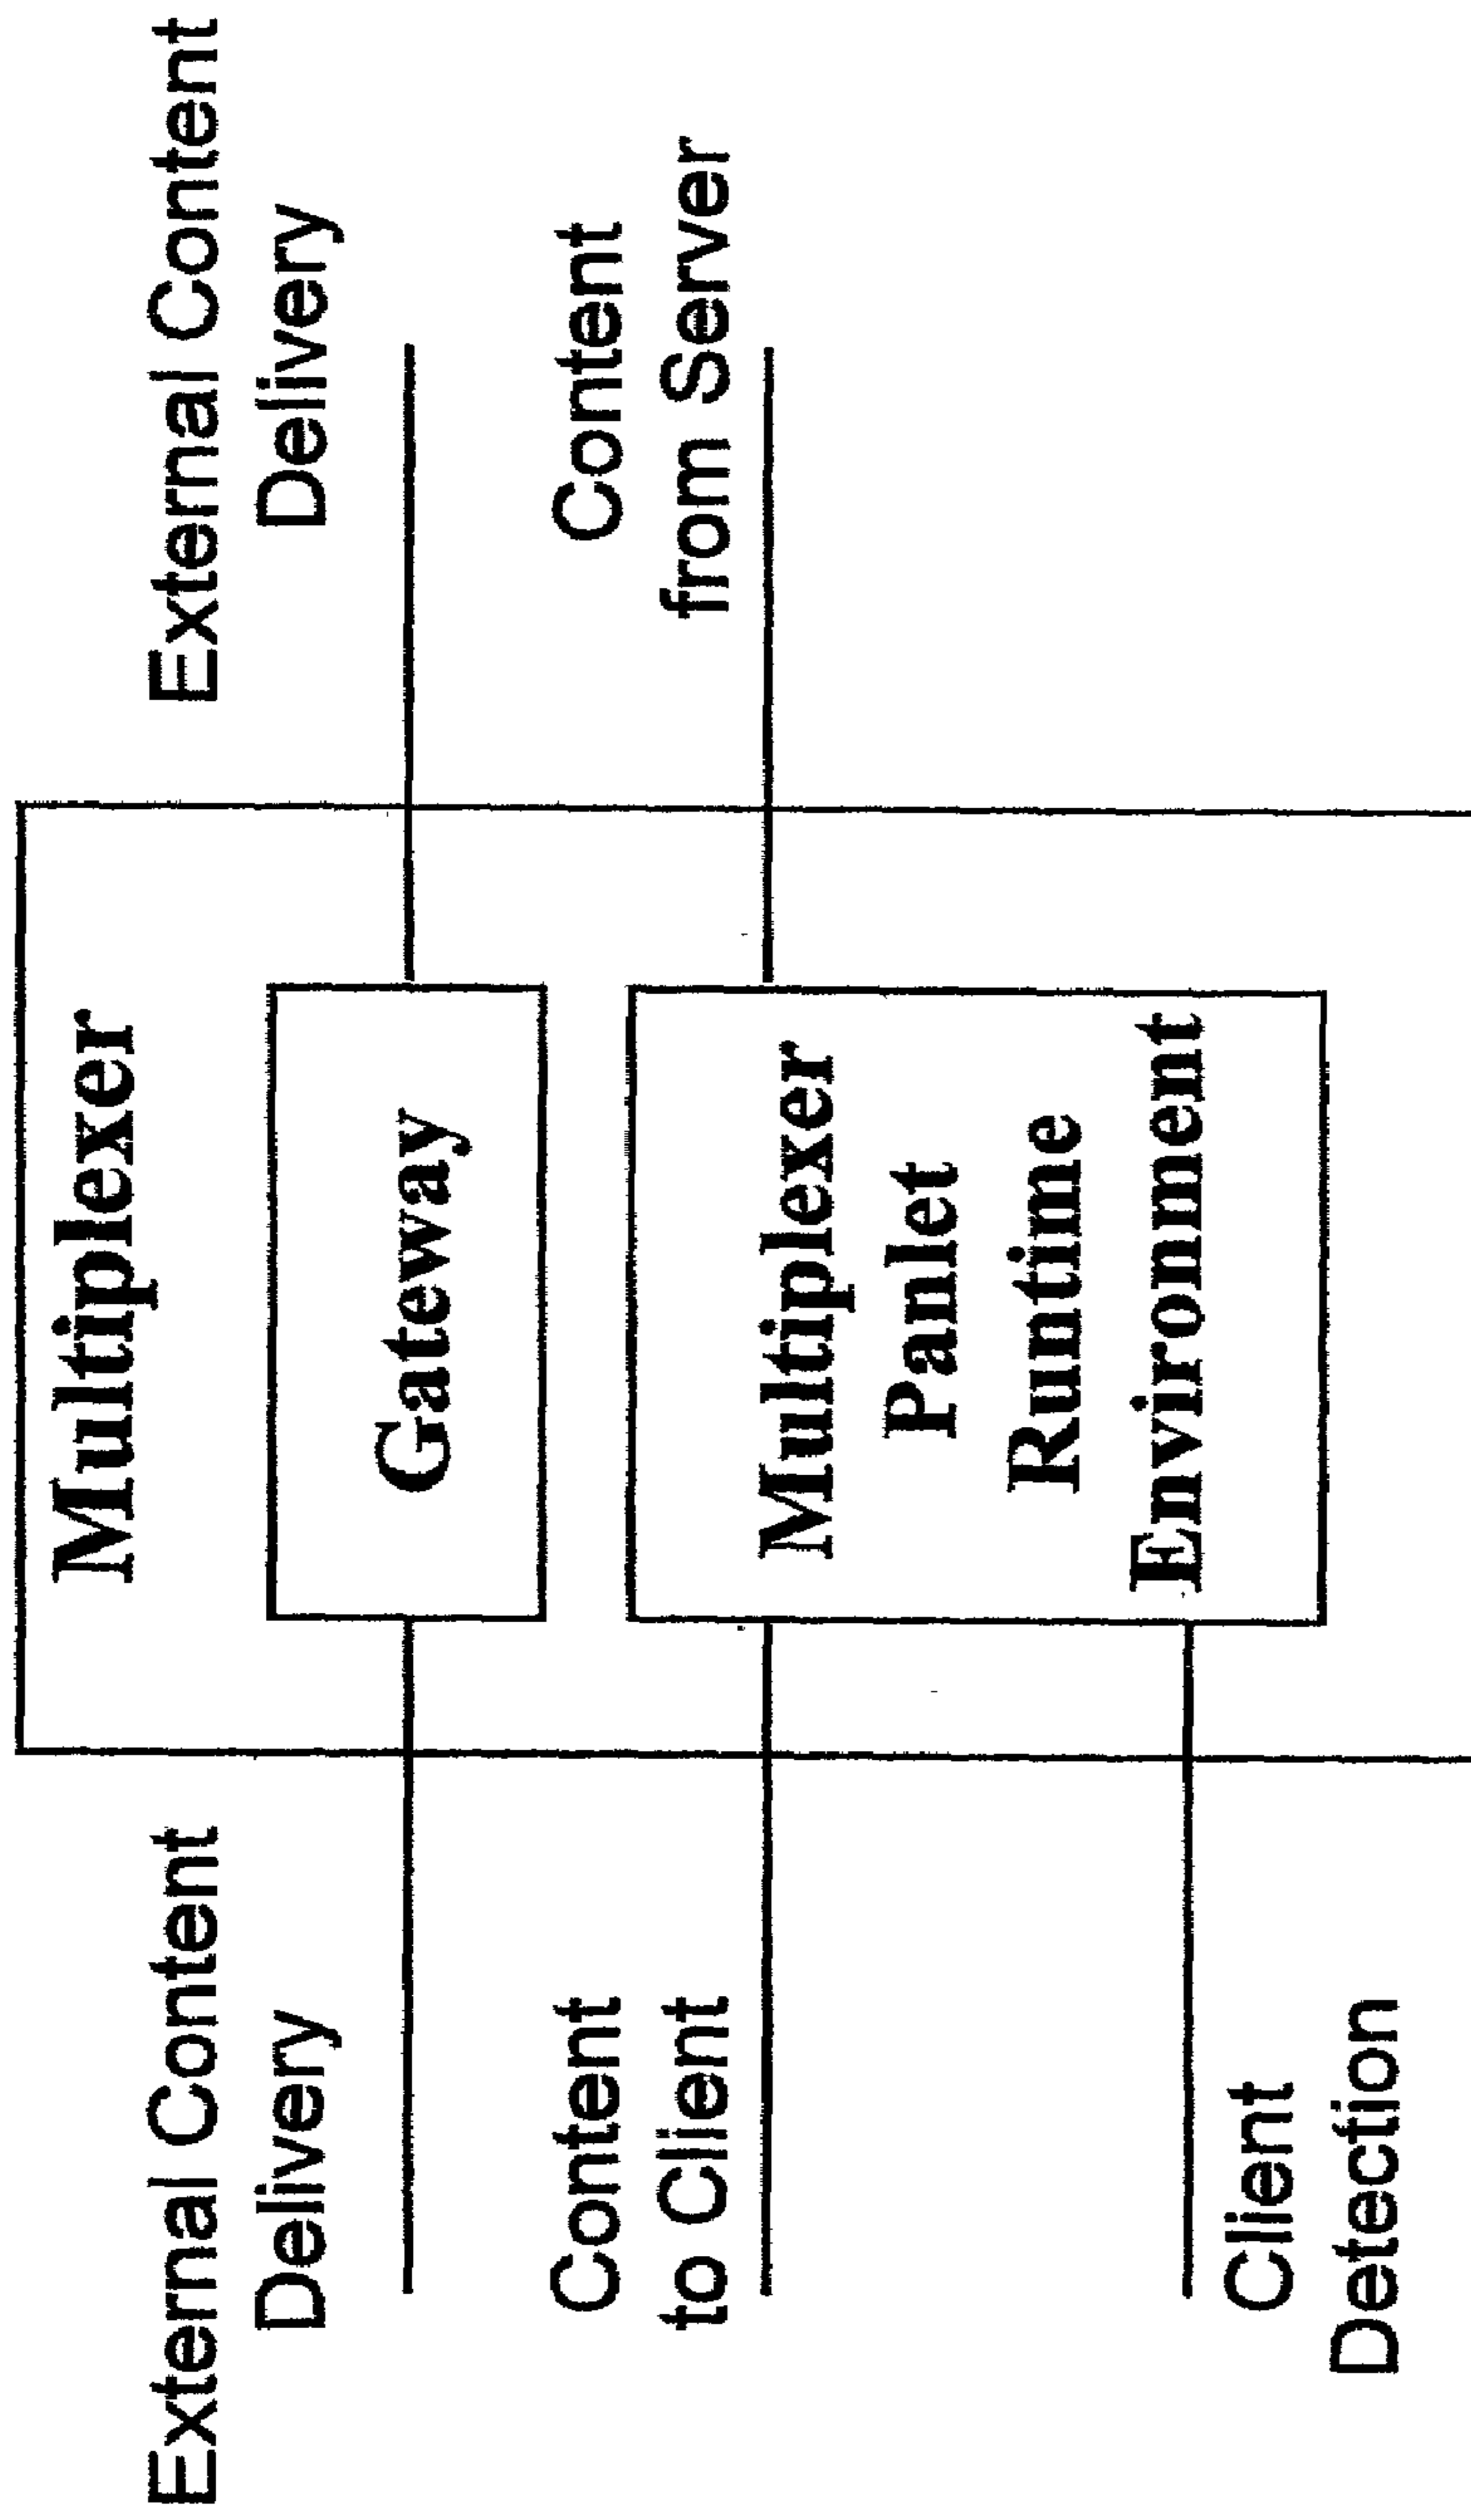 Multiplexer
External Content
Delivery
Gateway
External Content
Delivery
Content
to Client
Multiplexer
Panlet
Runtime
Environment
Content
from Server
Client
Detection